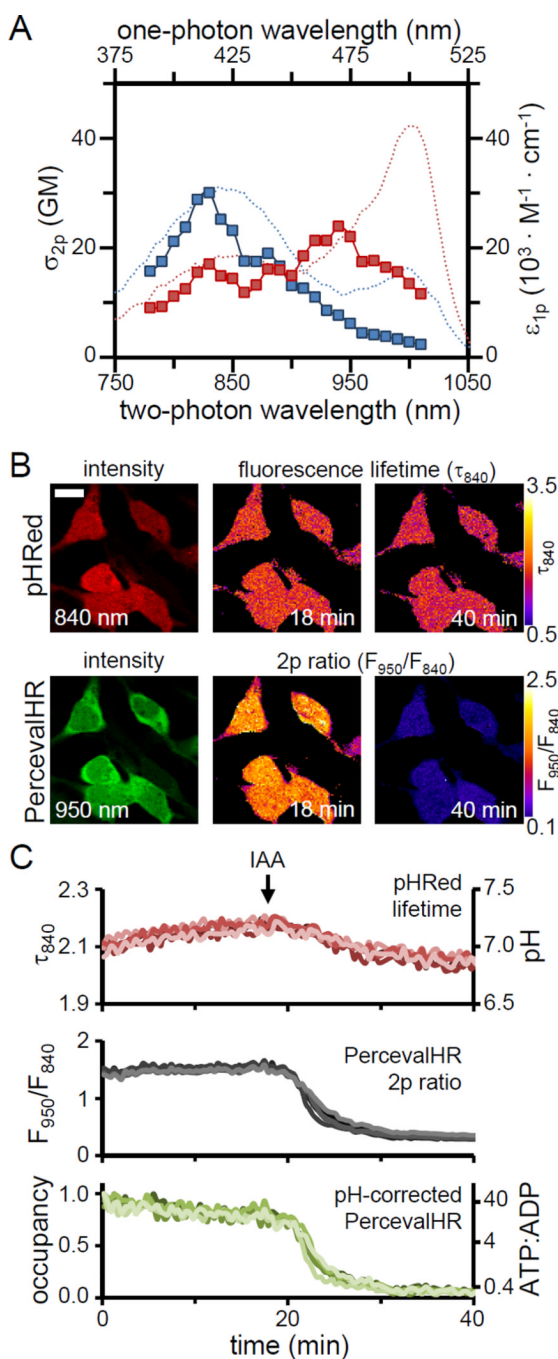 A
one-photon wavelength (nm)
375 425 475 525
40 40
20 20
0 0
σ2p (GM)
ε1p (10³ · M⁻¹ · cm⁻¹)
750 850 950 1050
two-photon wavelength (nm)
B
intensity fluorescence lifetime (τ840)
pHRed
840 nm 18 min 40 min
3.5
τ840
0.5
intensity 2p ratio (F950/F840)
PercevalHR
950 nm 18 min 40 min
2.5
F950/F840
0.1
C
IAA
2.3 7.5
pHRed
lifetime
τ840
2.1 7.0
pH
1.9 6.5
2
PercevalHR
2p ratio
F950/F840
1
0
1.0
pH-corrected
PercevalHR
40
occupancy
0.5
4
ATP:ADP
0.4
0.0
0 20 40
time (min)